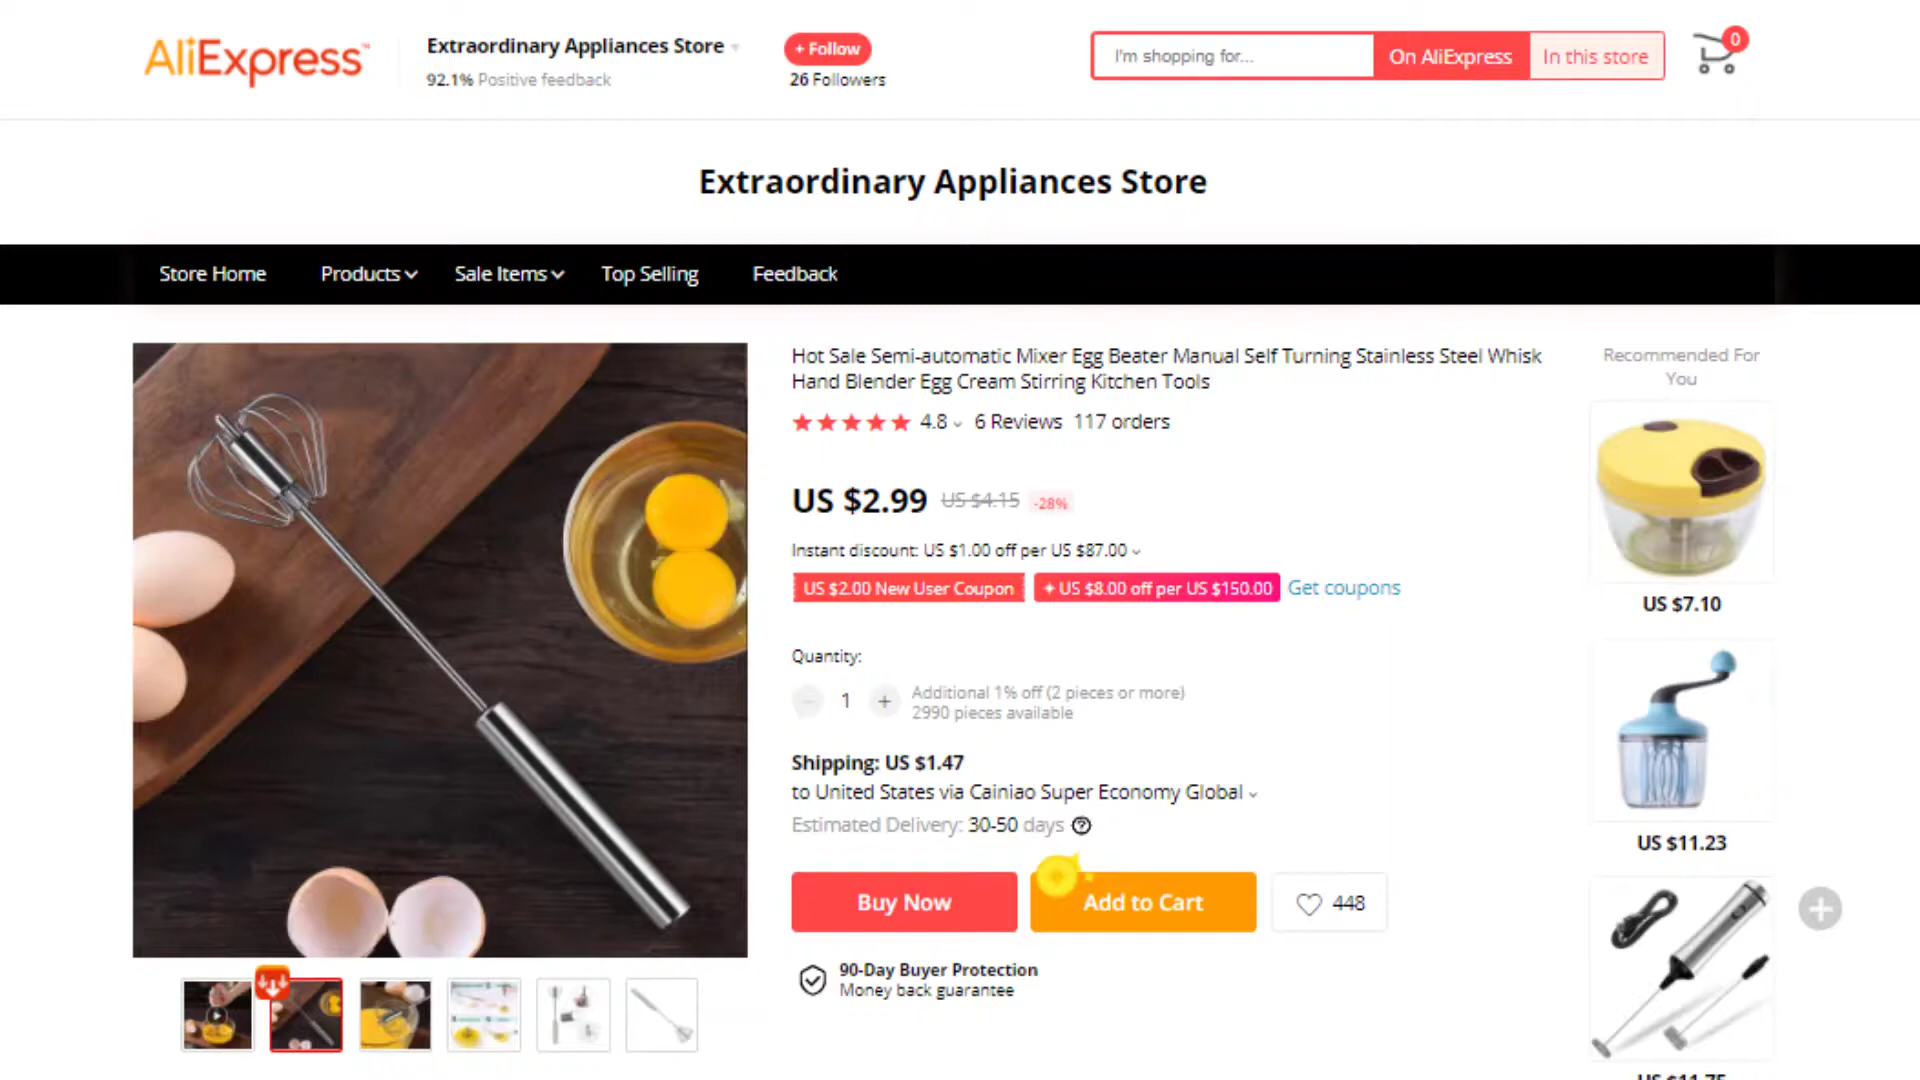 AliExpress™
Extraordinary Appliances Store
92.1% Positive feedback
+ Follow
26 Followers
I'm shopping for...
On AliExpress
In this store
0
Extraordinary Appliances Store
Store Home
Products
Sale Items
Top Selling
Feedback
Hot Sale Semi-automatic Mixer Egg Beater Manual Self Turning Stainless Steel Whisk
Hand Blender Egg Cream Stirring Kitchen Tools
4.8
6 Reviews
117 orders
US $2.99
US $4.15
-28%
Instant discount: US $1.00 off per US $87.00
US $2.00 New User Coupon
US $8.00 off per US $150.00
Get coupons
Quantity:
1
Additional 1% off (2 pieces or more)
2990 pieces available
Shipping: US $1.47
to United States via Cainiao Super Economy Global
Estimated Delivery: 30-50 days
Buy Now
Add to Cart
448
90-Day Buyer Protection
Money back guarantee
Recommended For
You
US $7.10
US $11.23
US $11.75